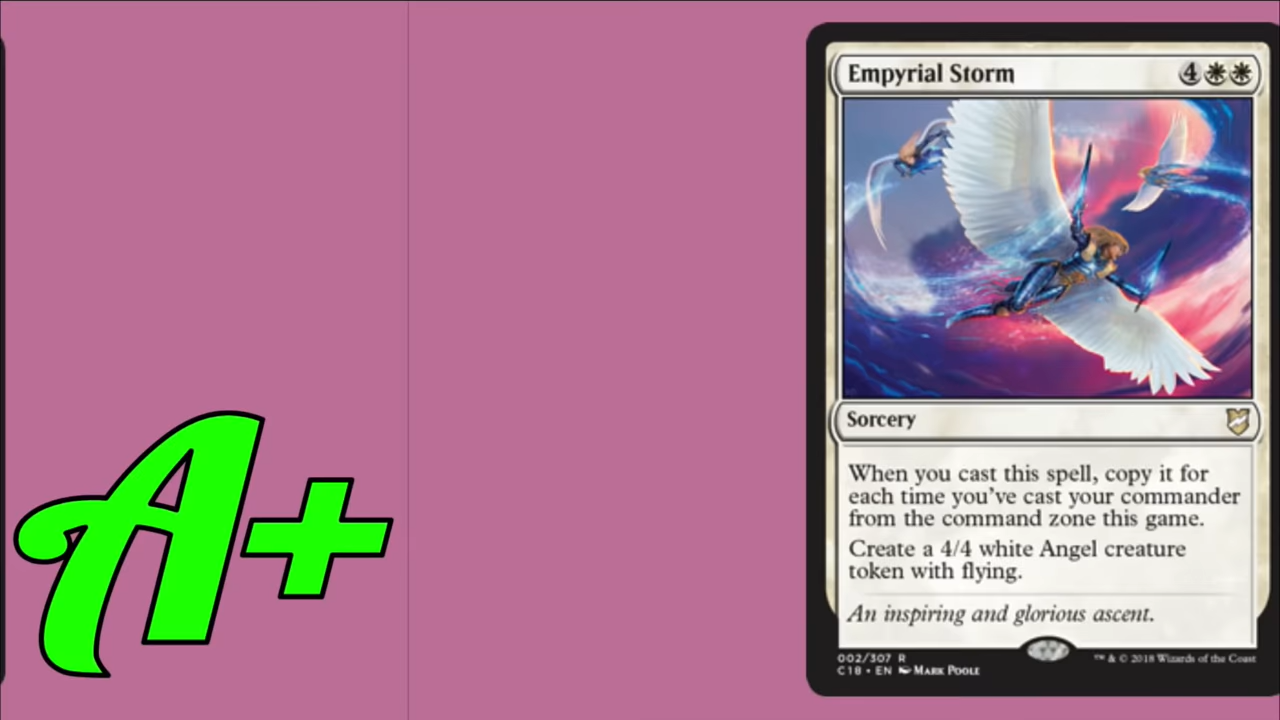 A+
Empyrial Storm
4
Sorcery
When you cast this spell, copy it for
each time you've cast your commander
from the command zone this game.
Create a 4/4 white Angel creature
token with flying.
An inspiring and glorious ascent.
002/307 R
C18 • EN Mark Poole
™ & © 2018 Wizards of the Coast